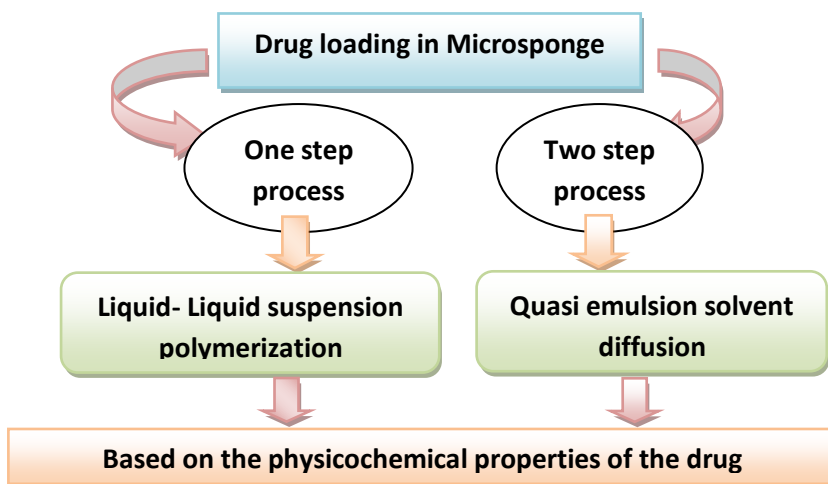 Drug loading in Microsponge
One step
process
Two step
process
Liquid- Liquid suspension
polymerization
Quasi emulsion solvent
diffusion
Based on the physicochemical properties of the drug